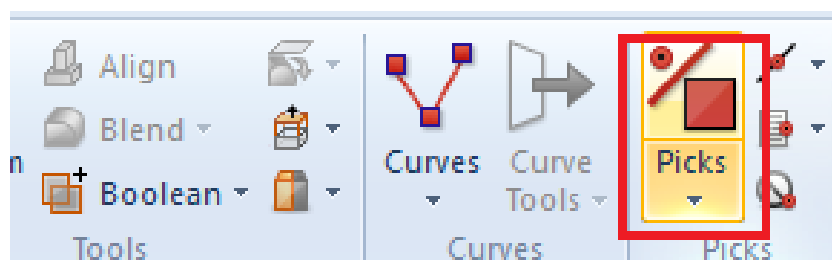 Align
Blend
Boolean
Tools
Curves
Curve
Tools
Curves
Picks
Picks